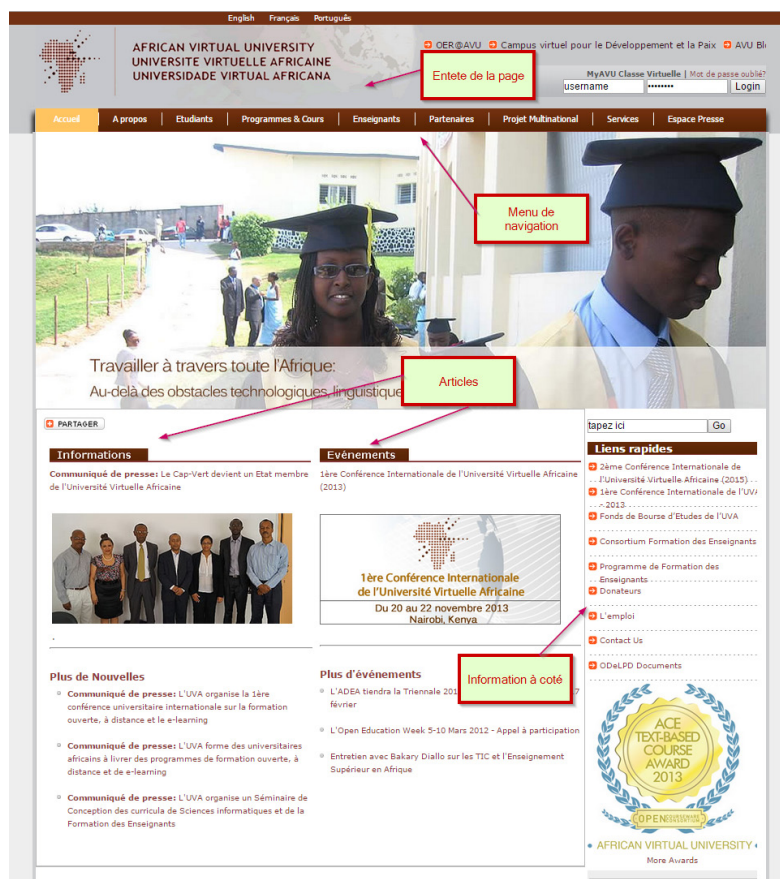 English Français Português
AFRICAN VIRTUAL UNIVERSITY
UNIVERSITE VIRTUELLE AFRICAINE
UNIVERSIDADE VIRTUAL AFRICANA
OER@AVU Campus virtuel pour le Développement et la Paix AVU
Entete de la page
MyAVU Classe Virtuelle | Mot de passe oublié?
username •••••••• Login
Accueil A propos Etudiants Programmes & Cours Enseignants Partenaires Projet Multinational Services Espace Presse
Menu de
navigation
Travailler à travers toute l'Afrique:
Au-delà des obstacles technologiques, linguistique
Articles
PARTAGER
Informations
Communiqué de presse: Le Cap-Vert devient un Etat membre
de l'Université Virtuelle Africaine
Evénements
1ère Conférence Internationale de l'Université Virtuelle Africaine
(2013)
1ère Conférence Internationale
de l'Université Virtuelle Africaine
Du 20 au 22 novembre 2013
Nairobi, Kenya
.
Plus de Nouvelles
Communiqué de presse: L'UVA organise la 1ère
conférence universitaire internationale sur la formation
ouverte, à distance et le e-learning
Communiqué de presse: L'UVA forme des universitaires
africains à livrer des programmes de formation ouverte, à
distance et de e-learning
Communiqué de presse: L'UVA organise un Séminaire de
Conception des curricula de Sciences informatiques et de la
Formation des Enseignants
Plus d'événements
L'ADEA tiendra la Triennale 201 7
février
L'Open Education Week 5-10 Mars 2012 - Appel à participation
Entretien avec Bakary Diallo sur les TIC et l'Enseignement
Supérieur en Afrique
Information à coté
tapez ici Go
Liens rapides
2ème Conférence Internationale de
l'Université Virtuelle Africaine (2015)
1ère Conférence Internationale de l'UVA
- 2013
Fonds de Bourse d'Etudes de l'UVA
Consortium Formation des Enseignants
Programme de Formation des
Enseignants
Donateurs
L'emploi
Contact Us
ODeLPD Documents
ACE
TEXT-BASED
COURSE
AWARD
2013
OPEN
AFRICAN VIRTUAL UNIVERSITY
More Awards